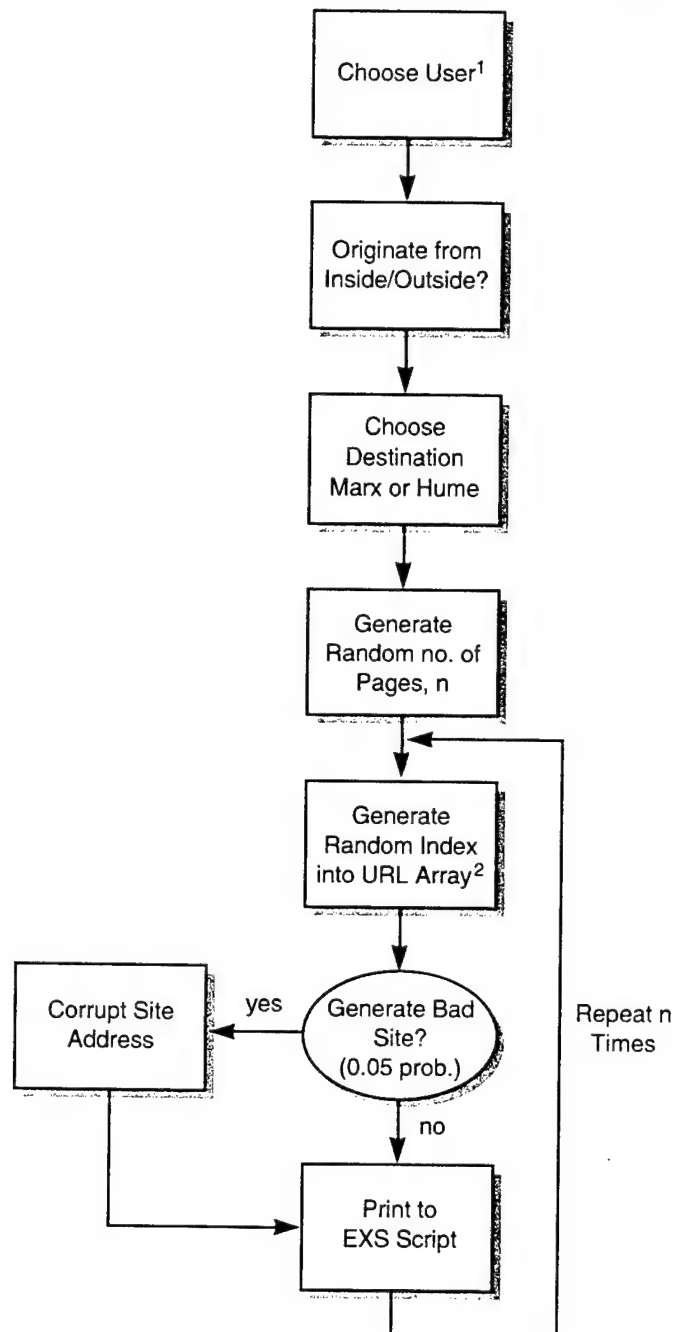 Choose User¹
Originate from
Inside/Outside?
Choose
Destination
Marx or Hume
Generate
Random no. of
Pages, n
Generate
Random Index
into URL Array²
Corrupt Site
Address
yes
Generate Bad
Site?
(0.05 prob.)
Repeat n
Times
no
Print to
EXS Script